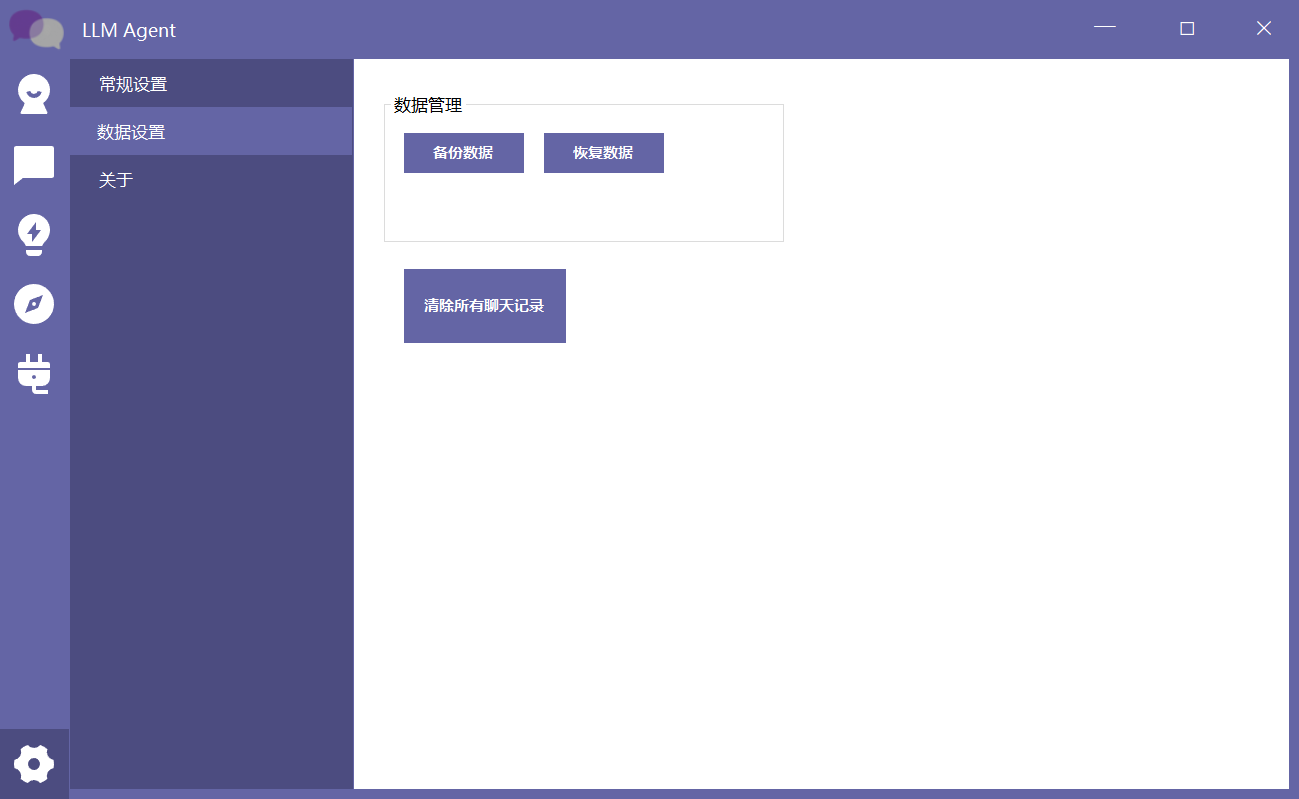 LLM Agent
常规设置
数据设置
关于
数据管理
备份数据
恢复数据
清除所有聊天记录